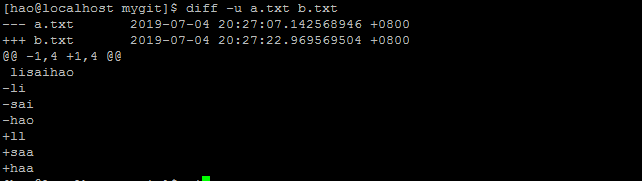 [hao@localhost mygit]$ diff -u a.txt b.txt
--- a.txt       2019-07-04 20:27:07.142568946 +0800
+++ b.txt       2019-07-04 20:27:22.969569504 +0800
@@ -1,4 +1,4 @@
 lisaihao
-li
-sai
-hao
+ll
+saa
+haa